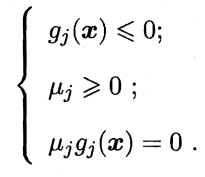 g_j(x) ⩽ 0;
μ_j ⩾ 0 ;
μ_j g_j(x) = 0 .